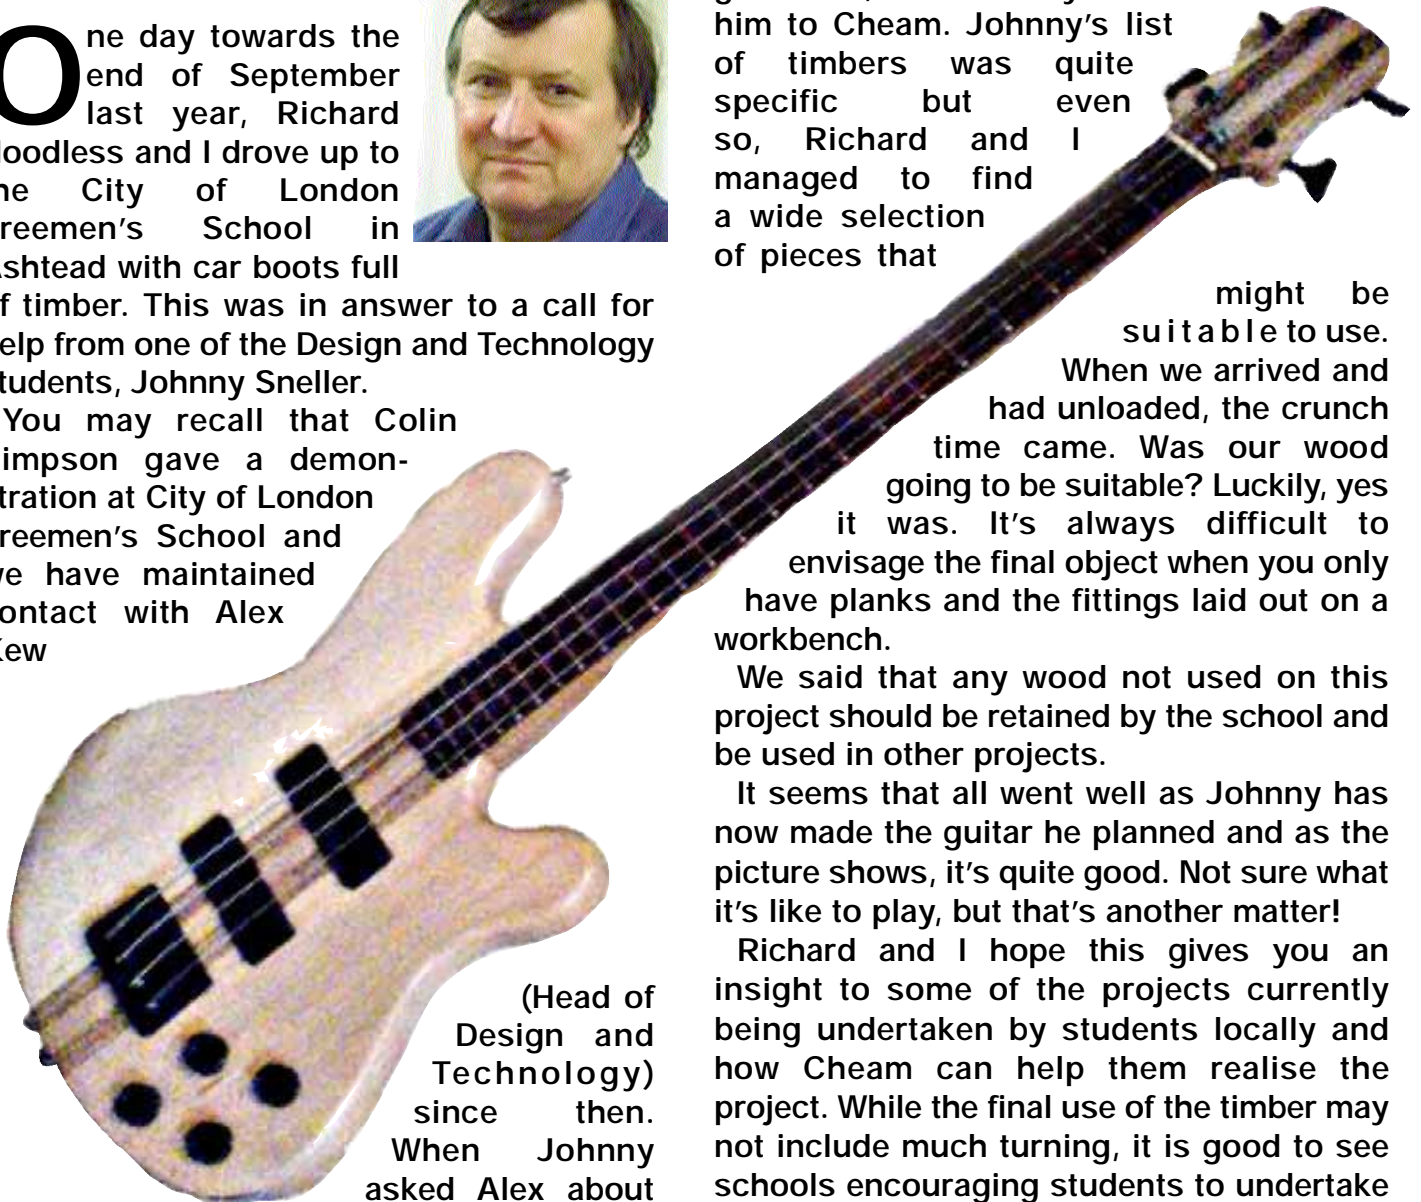 One day towards the
end of September
last year, Richard
oodless and I drove up to
he City of London
reemen's School in
shtead with car boots full
f timber. This was in answer to a call for
elp from one of the Design and Technology
tudents, Johnny Sneller.
You may recall that Colin
impson gave a demon-
tration at City of London
reemen's School and
we have maintained
ontact with Alex
Kew
(Head of
Design and
Technology)
since then.
When Johnny
asked Alex about
him to Cheam. Johnny's list
of timbers was quite
specific but even
so, Richard and I
managed to find
a wide selection
of pieces that
might be
suitable to use.
When we arrived and
had unloaded, the crunch
time came. Was our wood
going to be suitable? Luckily, yes
it was. It's always difficult to
envisage the final object when you only
have planks and the fittings laid out on a
workbench.
We said that any wood not used on this
project should be retained by the school and
be used in other projects.
It seems that all went well as Johnny has
now made the guitar he planned and as the
picture shows, it's quite good. Not sure what
it's like to play, but that's another matter!
Richard and I hope this gives you an
insight to some of the projects currently
being undertaken by students locally and
how Cheam can help them realise the
project. While the final use of the timber may
not include much turning, it is good to see
schools encouraging students to undertake